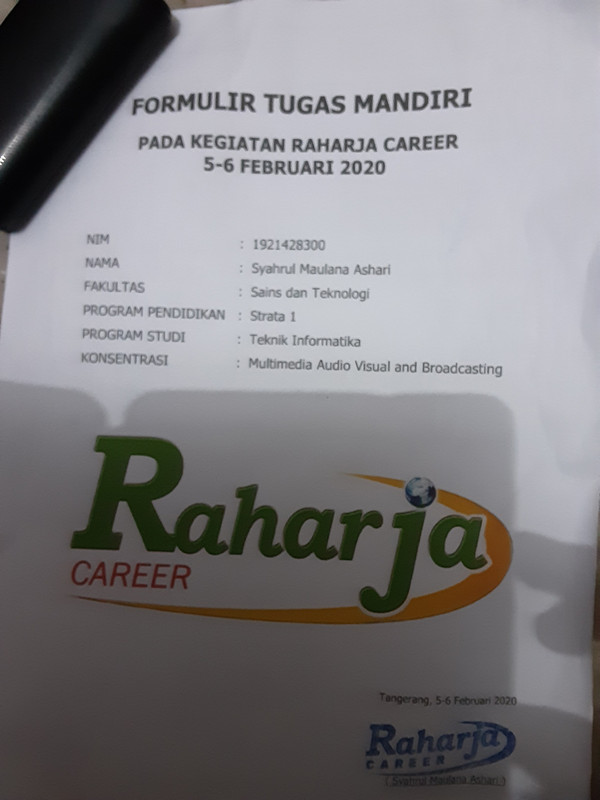 FORMULIR TUGAS MANDIRI
PADA KEGIATAN RAHARJA CAREER
5-6 FEBRUARI 2020
NIM : 1921428300
NAMA : Syahrul Maulana Ashari
FAKULTAS : Sains dan Teknologi
PROGRAM PENDIDIKAN : Strata 1
PROGRAM STUDI : Teknik Informatika
KONSENTRASI : Multimedia Audio Visual and Broadcasting
Raharja
CAREER
Tangerang, 5-6 Februari 2020
Raharja
CAREER
( Syahrul Maulana Ashari )